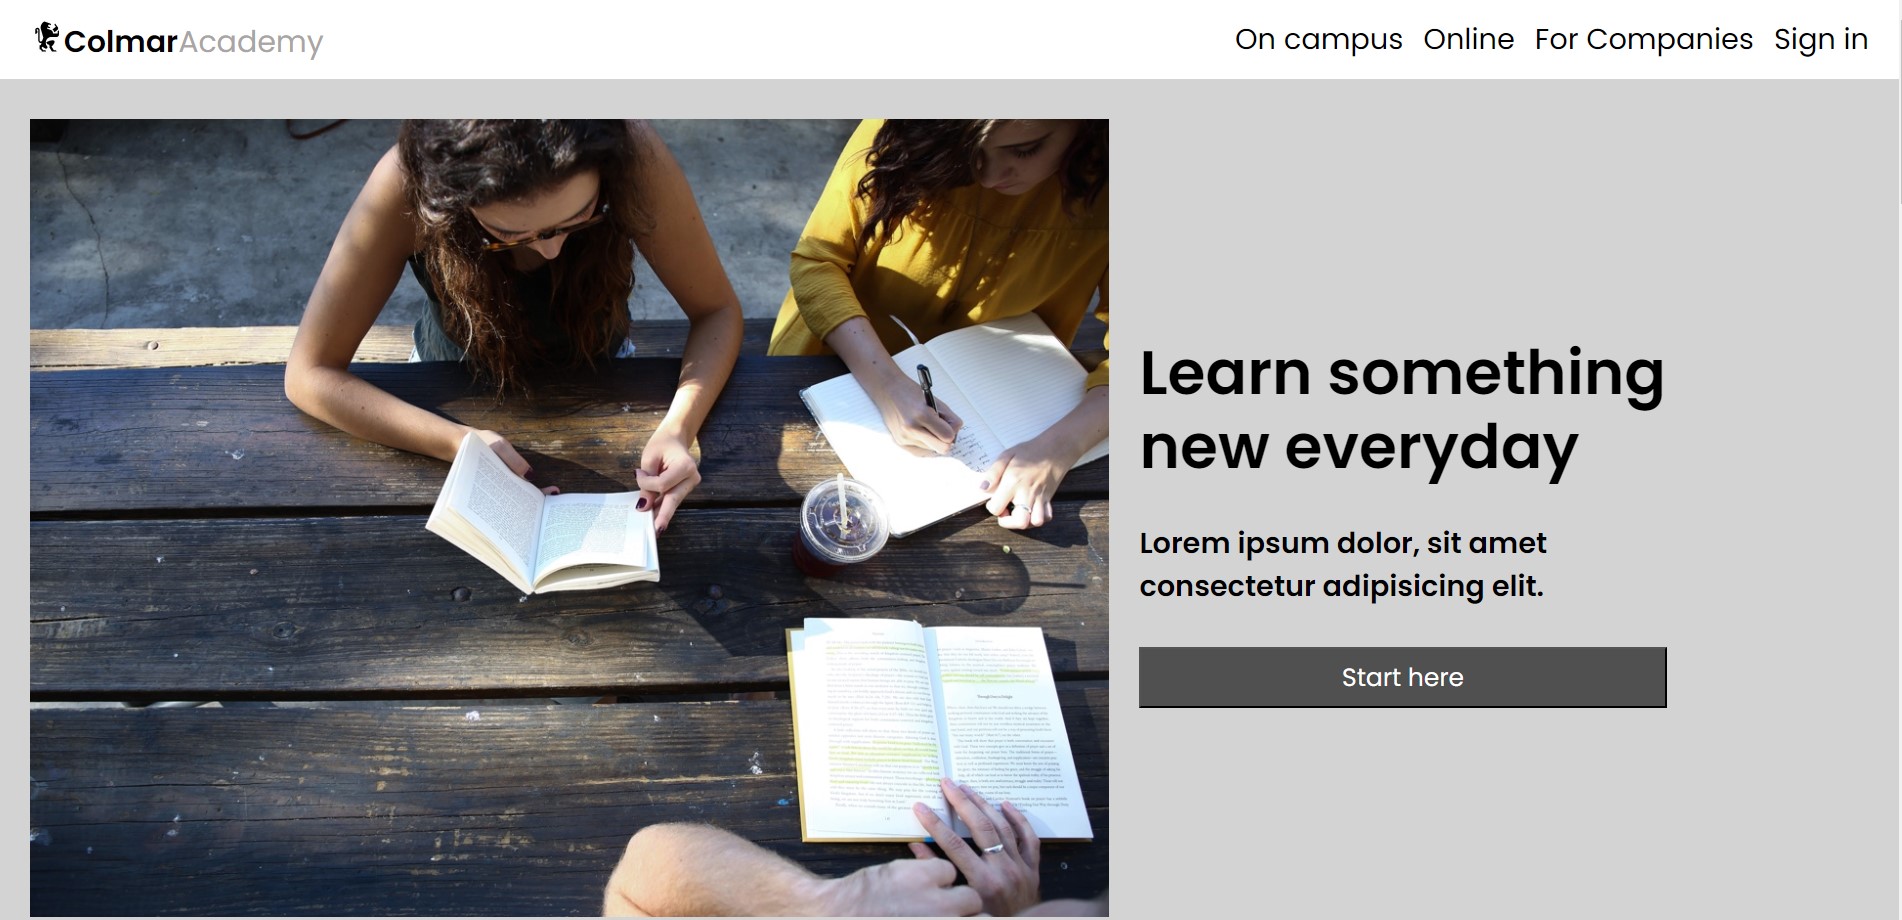 ColmarAcademy
On campus Online For Companies Sign in
Learn something
new everyday
Lorem ipsum dolor, sit amet
consectetur adipisicing elit.
Start here